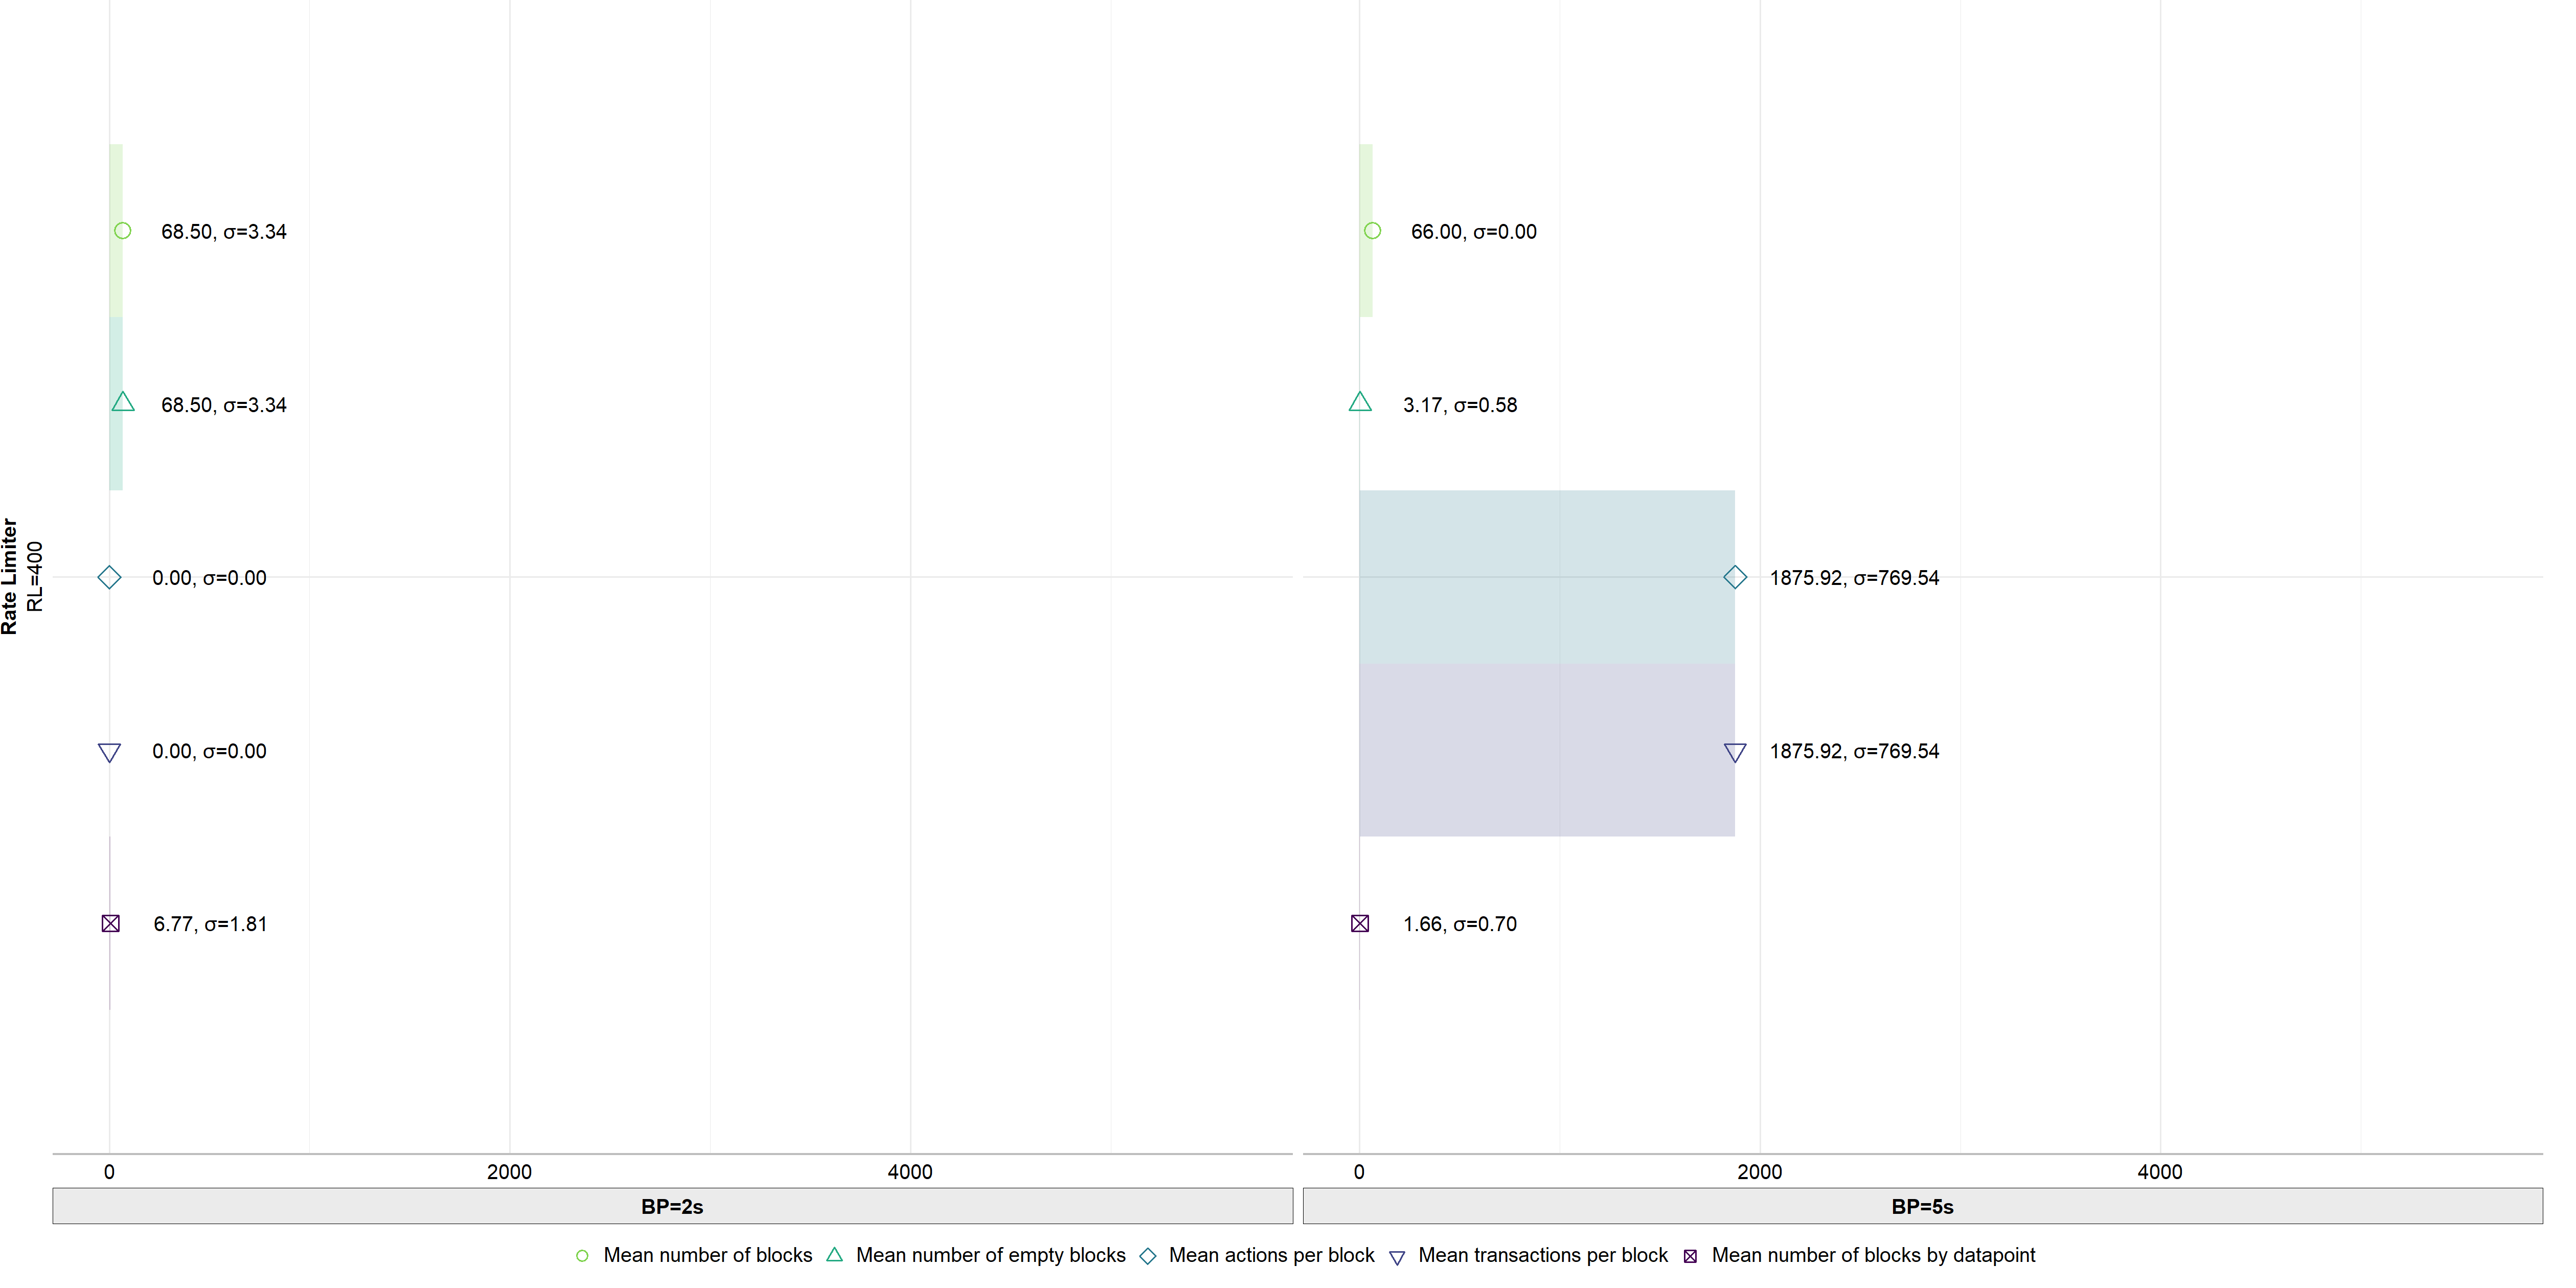 Rate Limiter
RL=400
68.50, σ=3.34
68.50, σ=3.34
0.00, σ=0.00
0.00, σ=0.00
6.77, σ=1.81
0 2000 4000
BP=2s
66.00, σ=0.00
3.17, σ=0.58
1875.92, σ=769.54
1875.92, σ=769.54
1.66, σ=0.70
0 2000 4000
BP=5s
Mean number of blocks Mean number of empty blocks Mean actions per block Mean transactions per block Mean number of blocks by datapoint